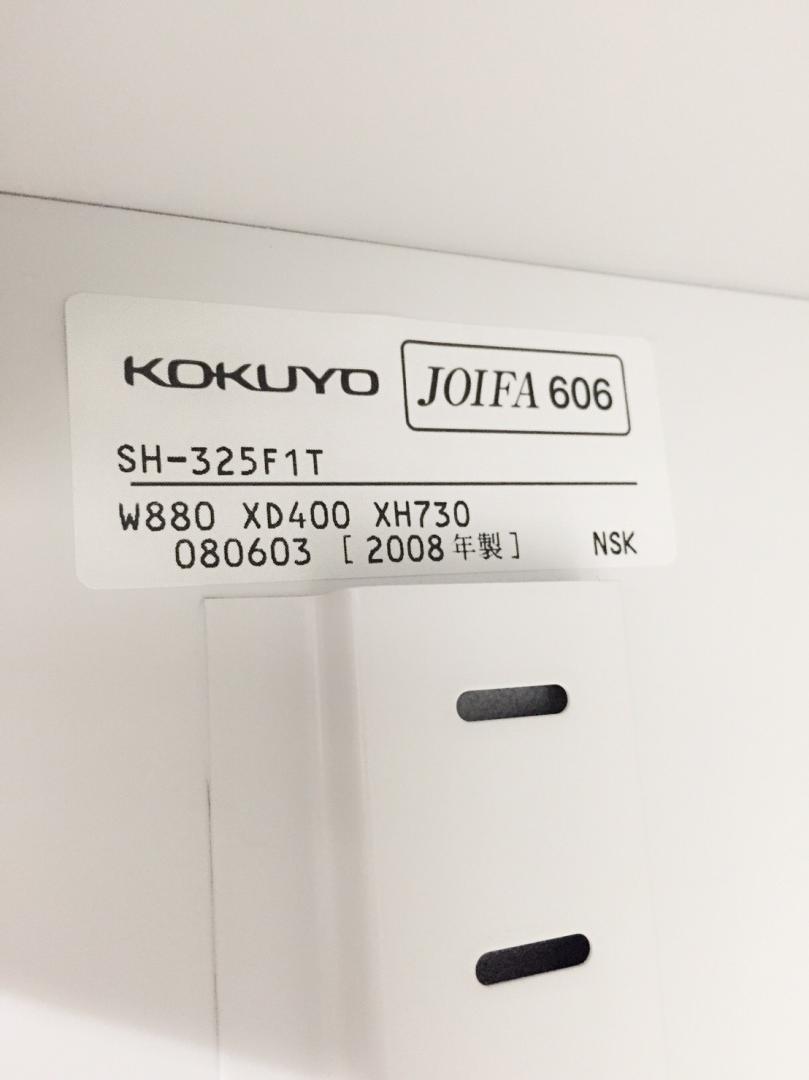 KOKUYO JOIFA 606
SH-325F1T
W880 XD400 XH730
080603 [2008年製] NSK